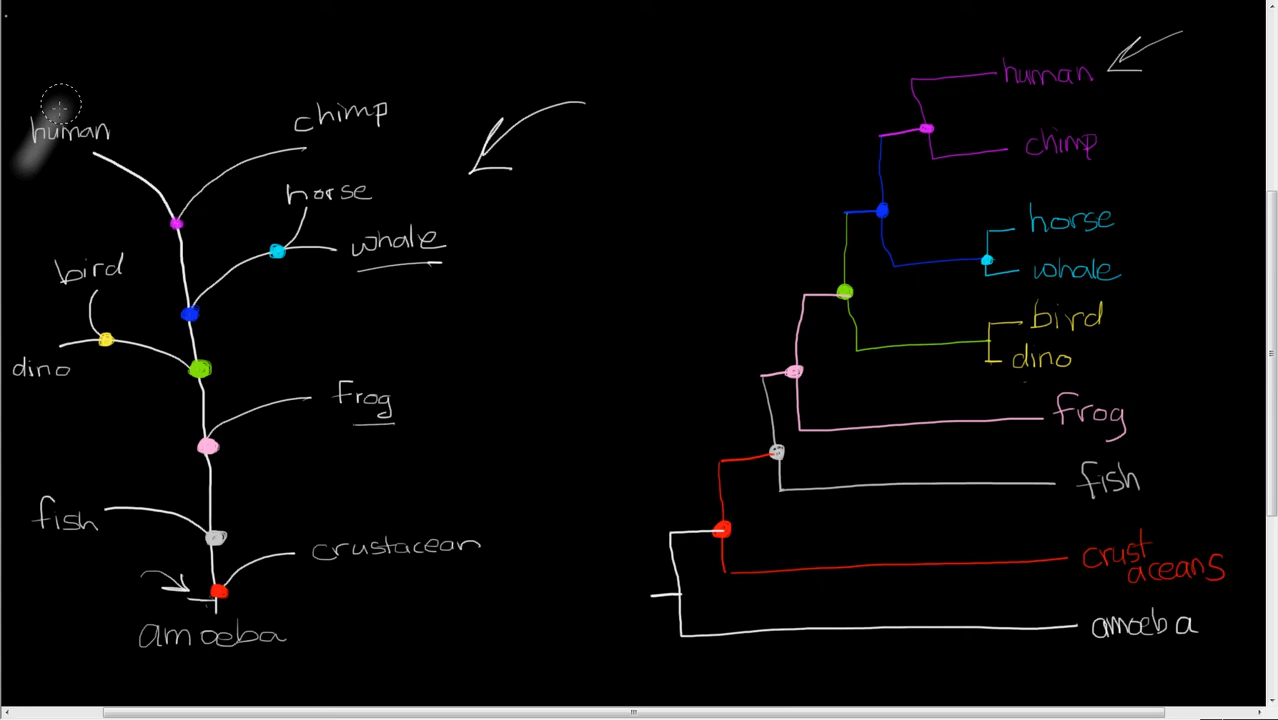 human
chimp
horse
whale
bird
dino
frog
fish
crustacean
amoeba
human
chimp
horse
whale
bird
dino
frog
fish
crust
aceans
amoeba